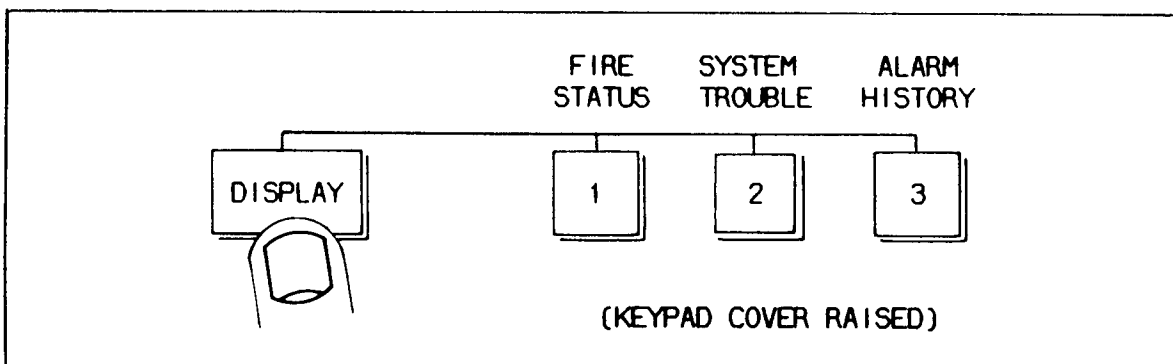 FIRE STATUS
SYSTEM TROUBLE
ALARM HISTORY
DISPLAY
1
2
3
(KEYPAD COVER RAISED)